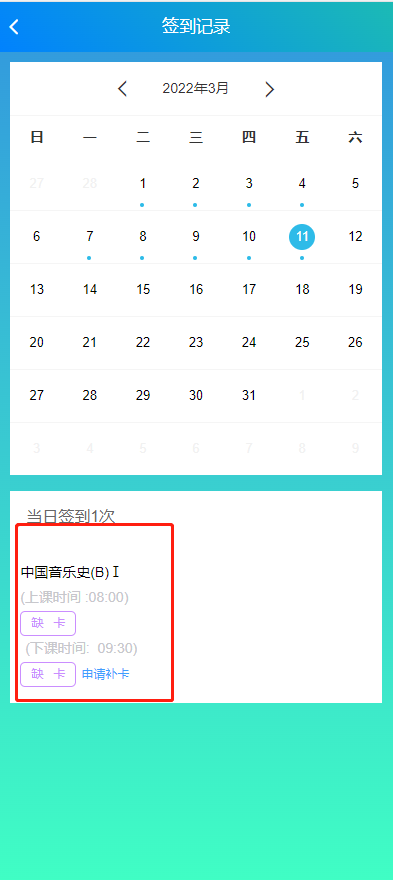 签到记录
2022年3月
日 一 二 三 四 五 六
27 28 1 2 3 4 5
6 7 8 9 10 11 12
13 14 15 16 17 18 19
20 21 22 23 24 25 26
27 28 29 30 31 1 2
3 4 5 6 7 8 9
当日签到1次
中国音乐史(B) I
(上课时间 :08:00)
缺 卡
(下课时间: 09:30)
缺 卡 申请补卡